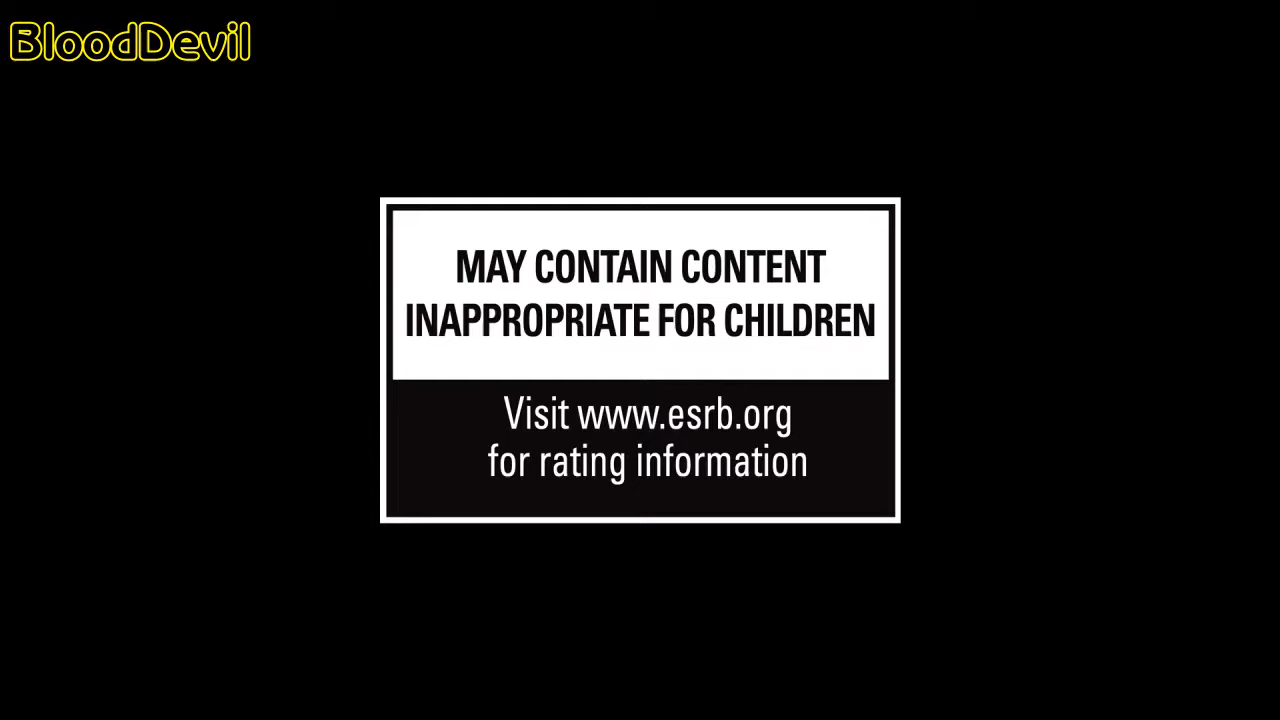 BloodDevil
MAY CONTAIN CONTENT
INAPPROPRIATE FOR CHILDREN
Visit www.esrb.org
for rating information